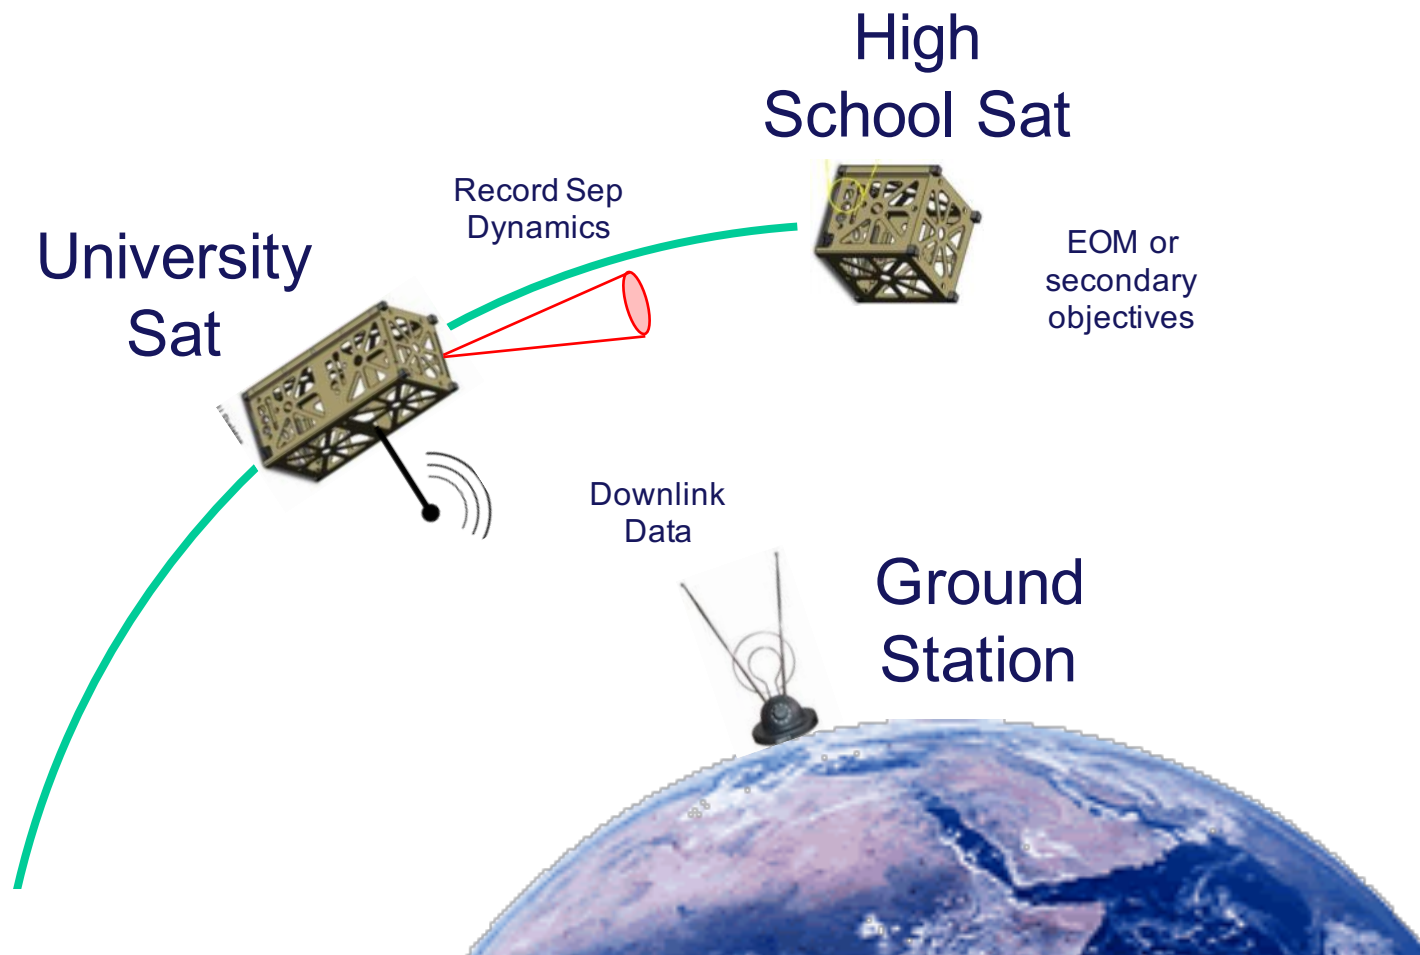 High
School Sat
Record Sep
Dynamics
University
Sat
EOM or
secondary
objectives
Downlink
Data
Ground
Station